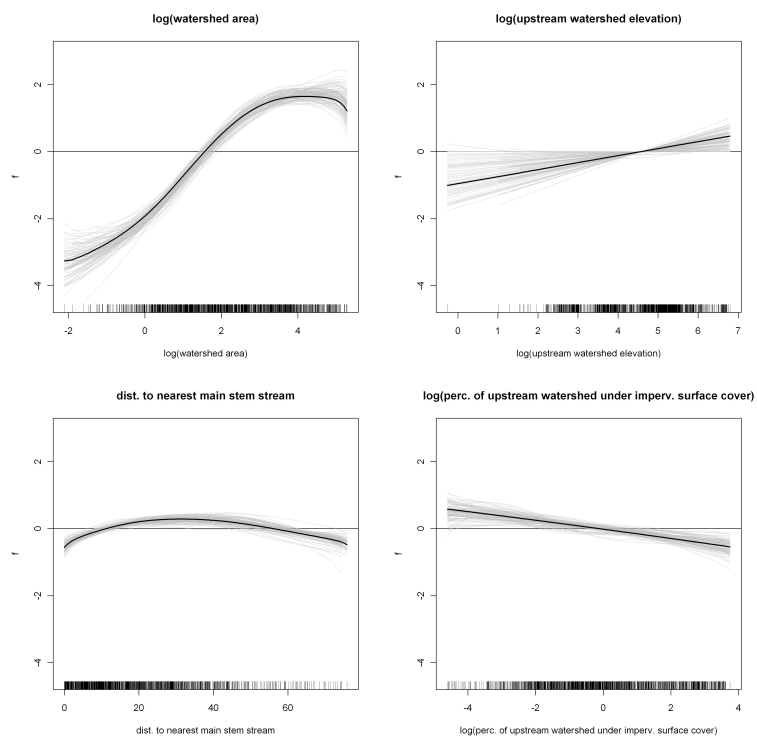 log(watershed area)
f
2
0
-2
-4
-2 0 2 4
log(watershed area)
log(upstream watershed elevation)
f
2
0
-2
-4
0 1 2 3 4 5 6 7
log(upstream watershed elevation)
dist. to nearest main stem stream
f
2
0
-2
-4
0 20 40 60
dist. to nearest main stem stream
log(perc. of upstream watershed under imperv. surface cover)
f
2
0
-2
-4
-4 -2 0 2 4
log(perc. of upstream watershed under imperv. surface cover)